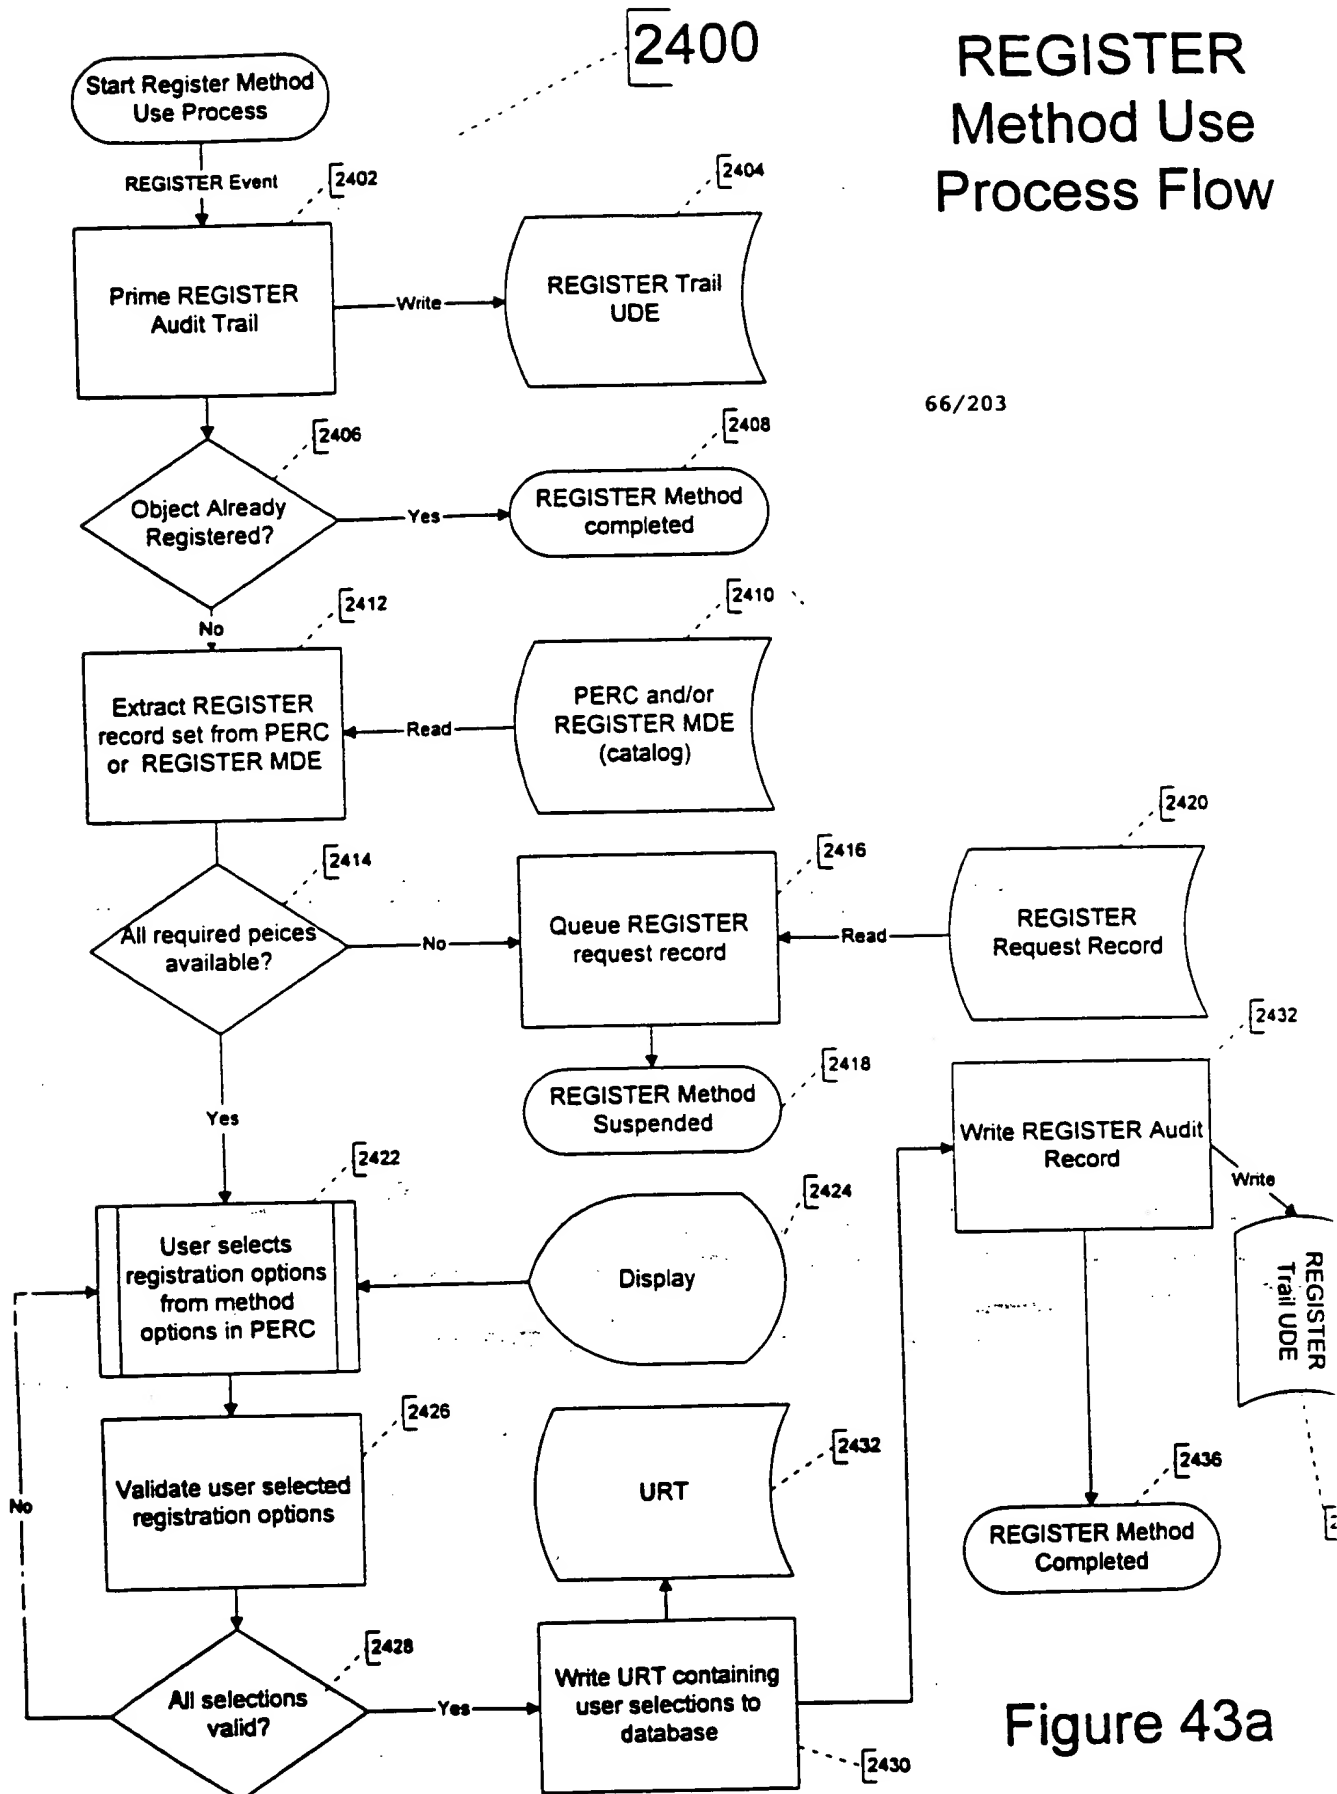 2400
REGISTER
Method Use
Process Flow
Start Register Method
Use Process
REGISTER Event
2402
2404
Prime REGISTER
Audit Trail
Write
REGISTER Trail
UDE
66/203
2406
2408
Object Already
Registered?
Yes
REGISTER Method
completed
No
2412
2410
Extract REGISTER
record set from PERC
or REGISTER MDE
Read
PERC and/or
REGISTER MDE
(catalog)
2414
2416
2420
All required peices
available?
No
Queue REGISTER
request record
Read
REGISTER
Request Record
2418
REGISTER Method
Suspended
2432
Write REGISTER Audit
Record
Write
REGISTER
Trail UDE
Yes
2422
2424
User selects
registration options
from method
options in PERC
Display
2426
2432
Validate user selected
registration options
URT
2436
REGISTER Method
Completed
No
2428
All selections
valid?
Yes
Write URT containing
user selections to
database
2430
Figure 43a